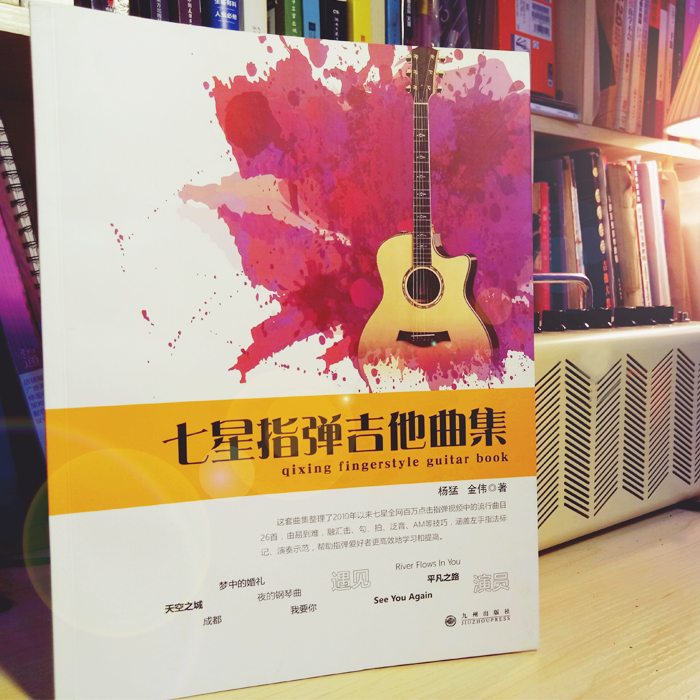 七星指弹吉他曲集
qixing fingerstyle guitar book
杨猛 金伟◎著
这套曲集整理了2010年以来七星全网百万点击指弹视频中的流行曲目
26首，由易到难，融汇击、勾、拍、泛音、AM等技巧，涵盖左手指法标
记、演奏示范，帮助指弹爱好者更高效地学习和提高。
River Flows In You
梦中的婚礼 遇见 平凡之路 演员
天空之城 夜的钢琴曲 See You Again
成都 我要你
九州出版社
JIUZHOUPRESS